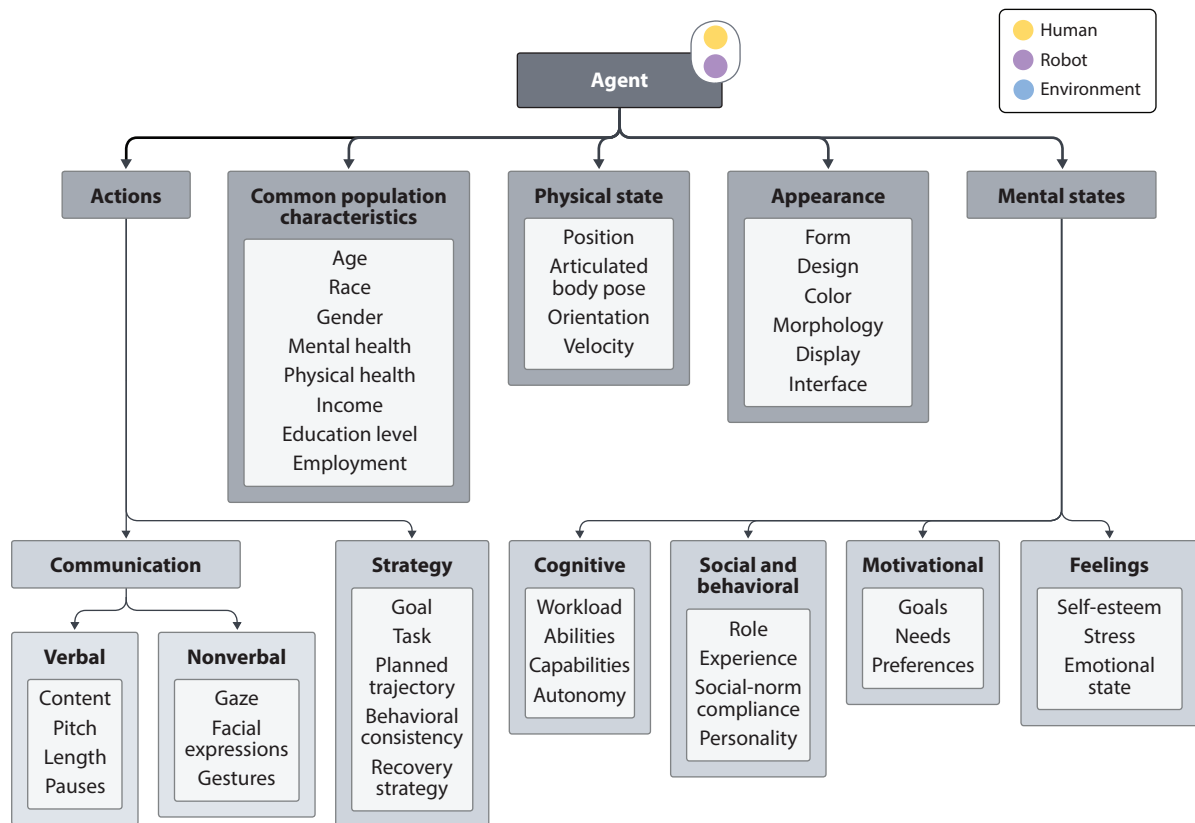 Human
Robot
Environment
Agent
Actions
Common population
characteristics
Age
Race
Gender
Mental health
Physical health
Income
Education level
Employment
Physical state
Position
Articulated
body pose
Orientation
Velocity
Appearance
Form
Design
Color
Morphology
Display
Interface
Mental states
Communication
Verbal
Content
Pitch
Length
Pauses
Nonverbal
Gaze
Facial
expressions
Gestures
Strategy
Goal
Task
Planned
trajectory
Behavioral
consistency
Recovery
strategy
Cognitive
Workload
Abilities
Capabilities
Autonomy
Social and
behavioral
Role
Experience
Social-norm
compliance
Personality
Motivational
Goals
Needs
Preferences
Feelings
Self-esteem
Stress
Emotional
state